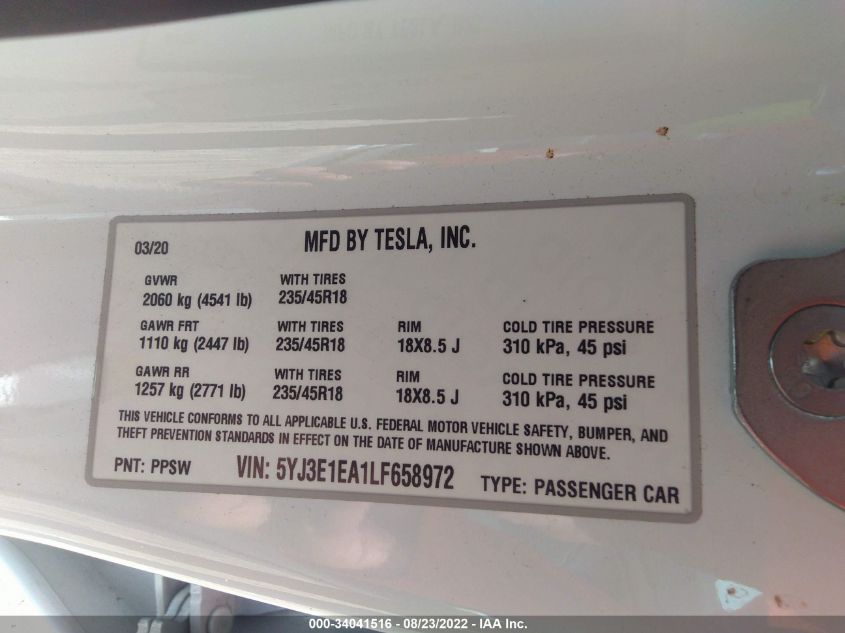 03/20 MFD BY TESLA, INC.
GVWR WITH TIRES
2060 kg (4541 lb) 235/45R18
GAWR FRT WITH TIRES RIM COLD TIRE PRESSURE
1110 kg (2447 lb) 235/45R18 18X8.5 J 310 kPa, 45 psi
GAWR RR WITH TIRES RIM COLD TIRE PRESSURE
1257 kg (2771 lb) 235/45R18 18X8.5 J 310 kPa, 45 psi
THIS VEHICLE CONFORMS TO ALL APPLICABLE U.S. FEDERAL MOTOR VEHICLE SAFETY, BUMPER, AND
THEFT PREVENTION STANDARDS IN EFFECT ON THE DATE OF MANUFACTURE SHOWN ABOVE.
PNT: PPSW VIN: 5YJ3E1EA1LF658972 TYPE: PASSENGER CAR
000-34041516 - 08/23/2022 - IAA Inc.